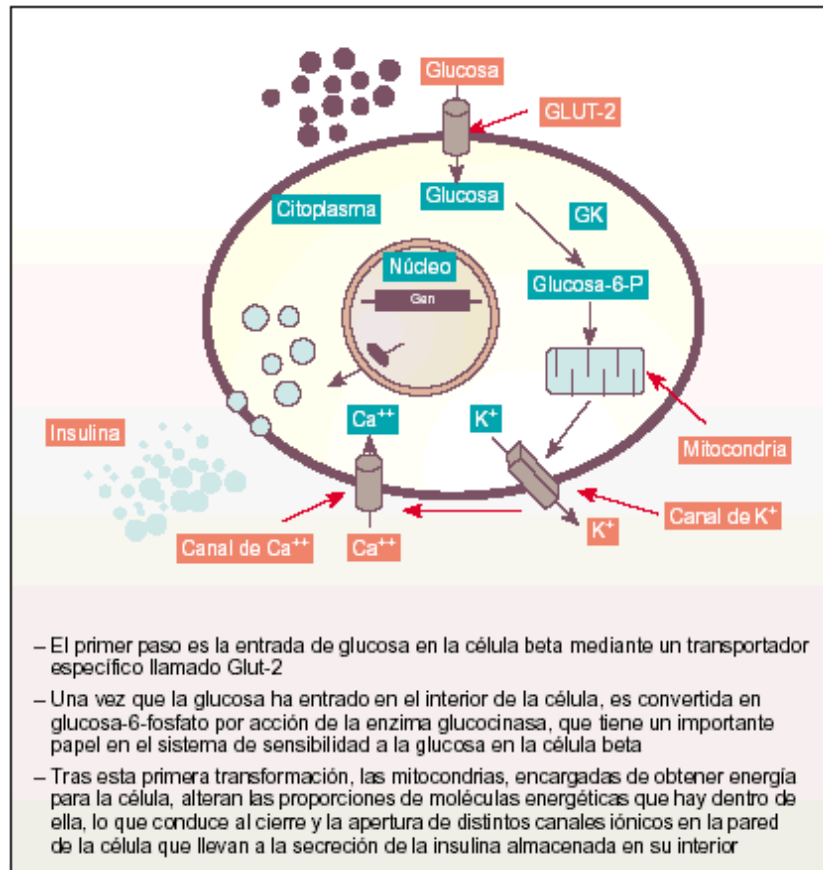 Glucosa
GLUT-2
Citoplasma
Glucosa
GK
Núcleo
Gen
Glucosa-6-P
Insulina
Ca++
K+
Mitocondria
Canal de Ca++
Ca++
K+
Canal de K+
– El primer paso es la entrada de glucosa en la célula beta mediante un transportador
específico llamado Glut-2
– Una vez que la glucosa ha entrado en el interior de la célula, es convertida en
glucosa-6-fosfato por acción de la enzima glucocinasa, que tiene un importante
papel en el sistema de sensibilidad a la glucosa en la célula beta
– Tras esta primera transformación, las mitocondrias, encargadas de obtener energía
para la célula, alteran las proporciones de moléculas energéticas que hay dentro de
ella, lo que conduce al cierre y la apertura de distintos canales iónicos en la pared
de la célula que llevan a la secreción de la insulina almacenada en su interior